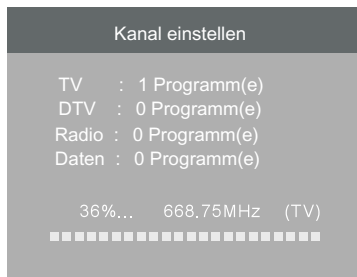 Kanal einstellen
TV : 1 Programm(e)
DTV : 0 Programm(e)
Radio : 0 Programm(e)
Daten : 0 Programm(e)
36%... 668.75MHz (TV)